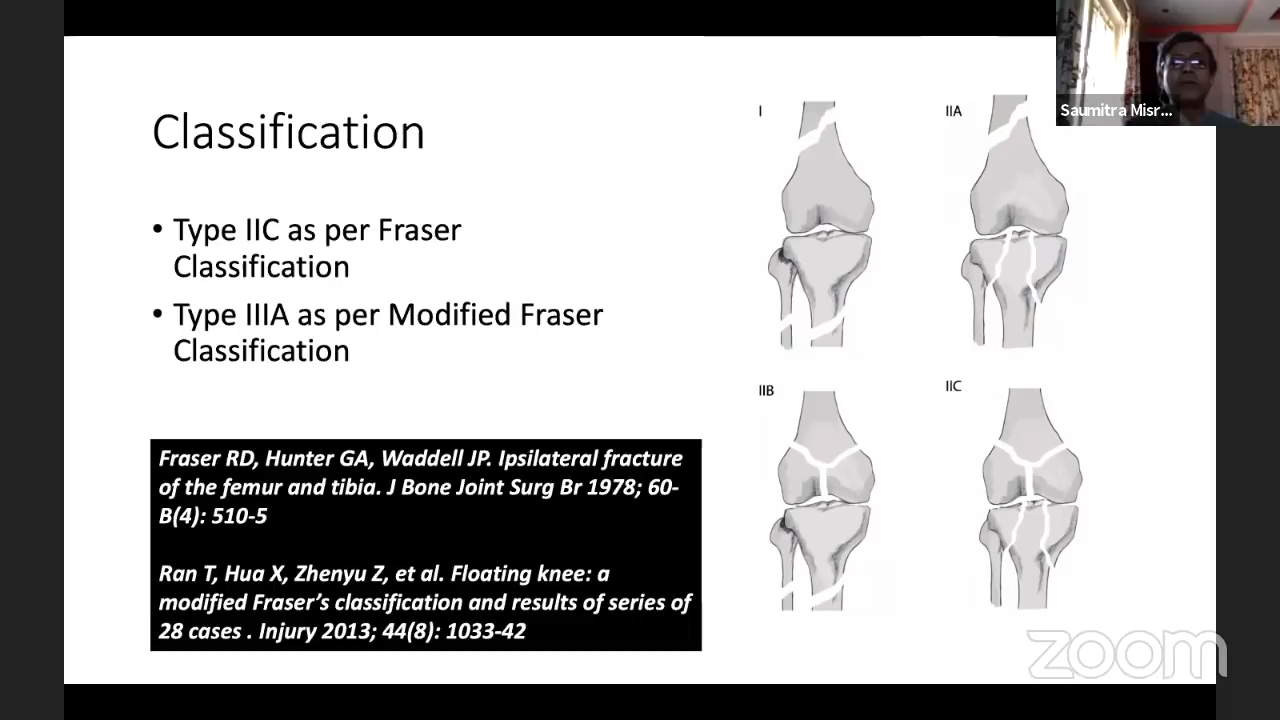 Classification
• Type IIC as per Fraser
Classification
• Type IIIA as per Modified Fraser
Classification
Fraser RD, Hunter GA, Waddell JP. Ipsilateral fracture
of the femur and tibia. J Bone Joint Surg Br 1978; 60-
B(4): 510-5
Ran T, Hua X, Zhenyu Z, et al. Floating knee: a
modified Fraser’s classification and results of series of
28 cases . Injury 2013; 44(8): 1033-42
I
IIA
IIB
IIC
Saumitra Misr...
zoom